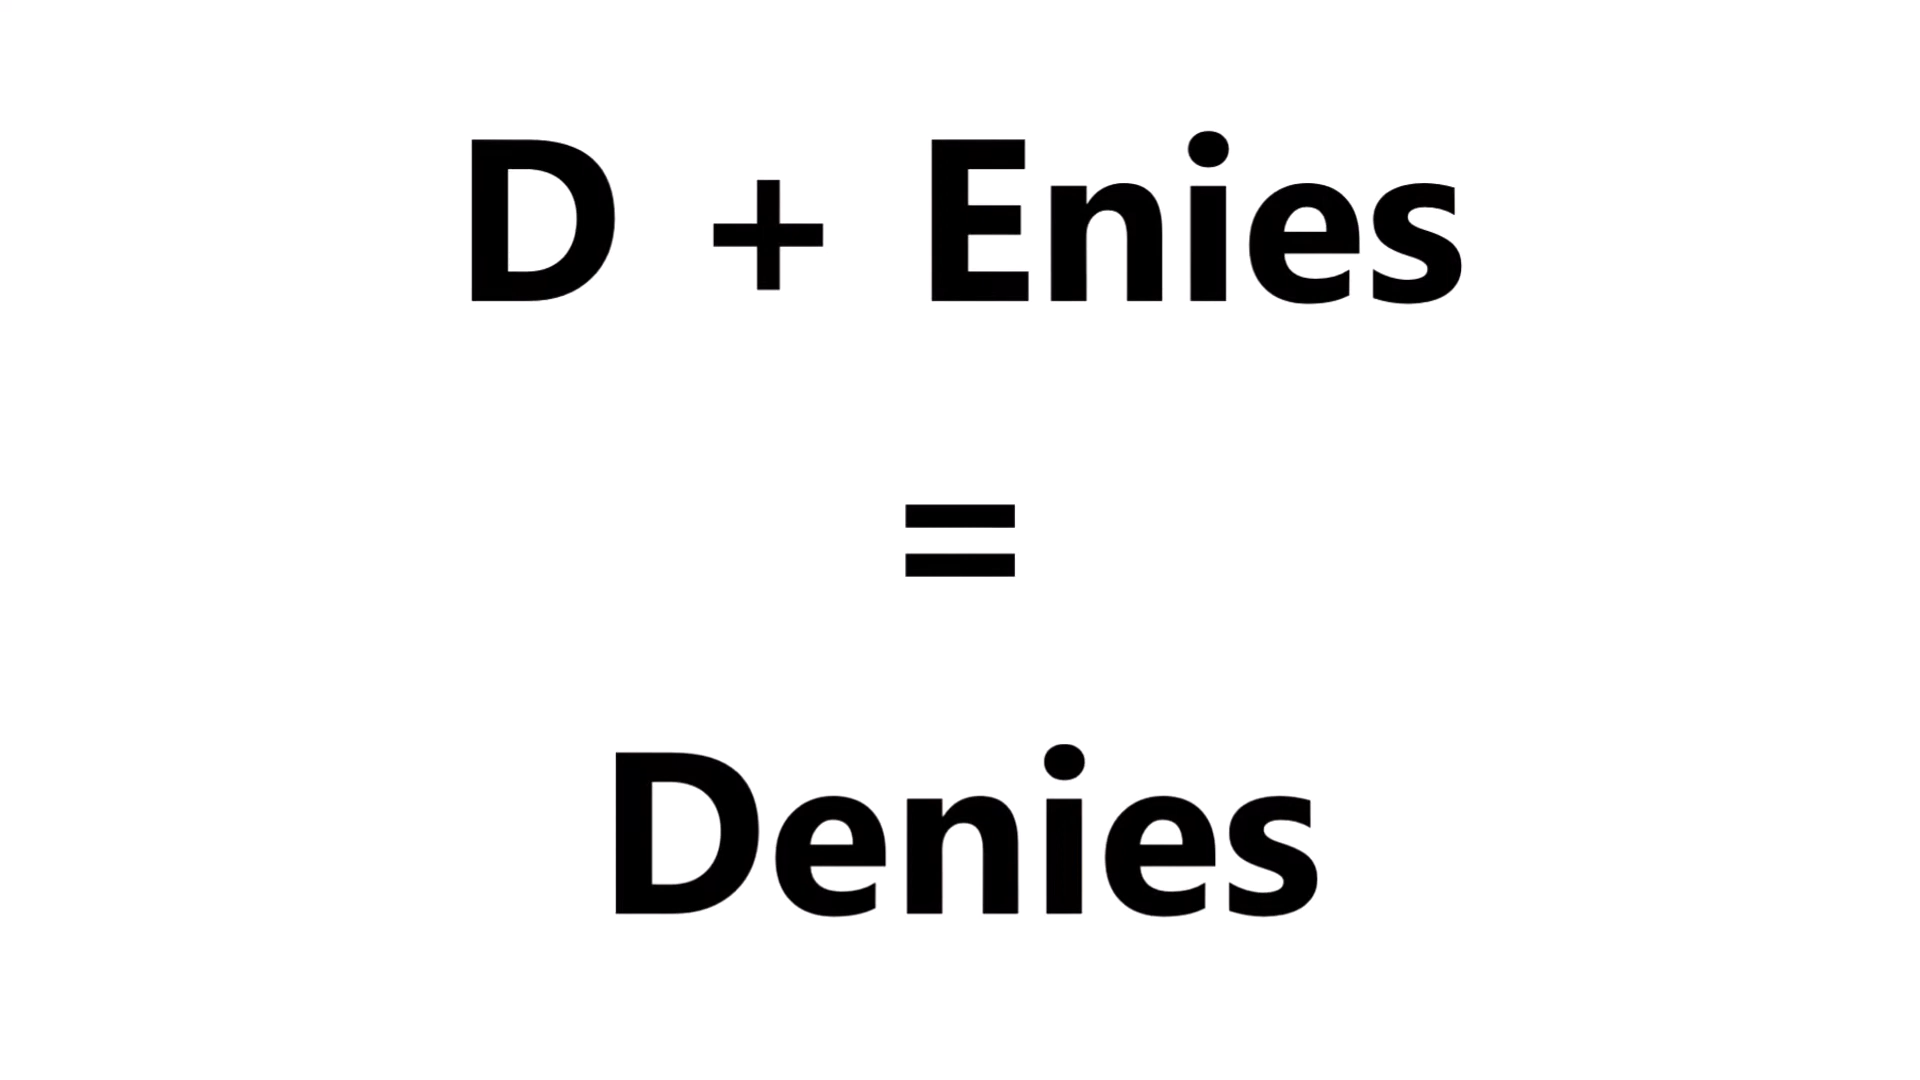 D + Enies
=
Denies